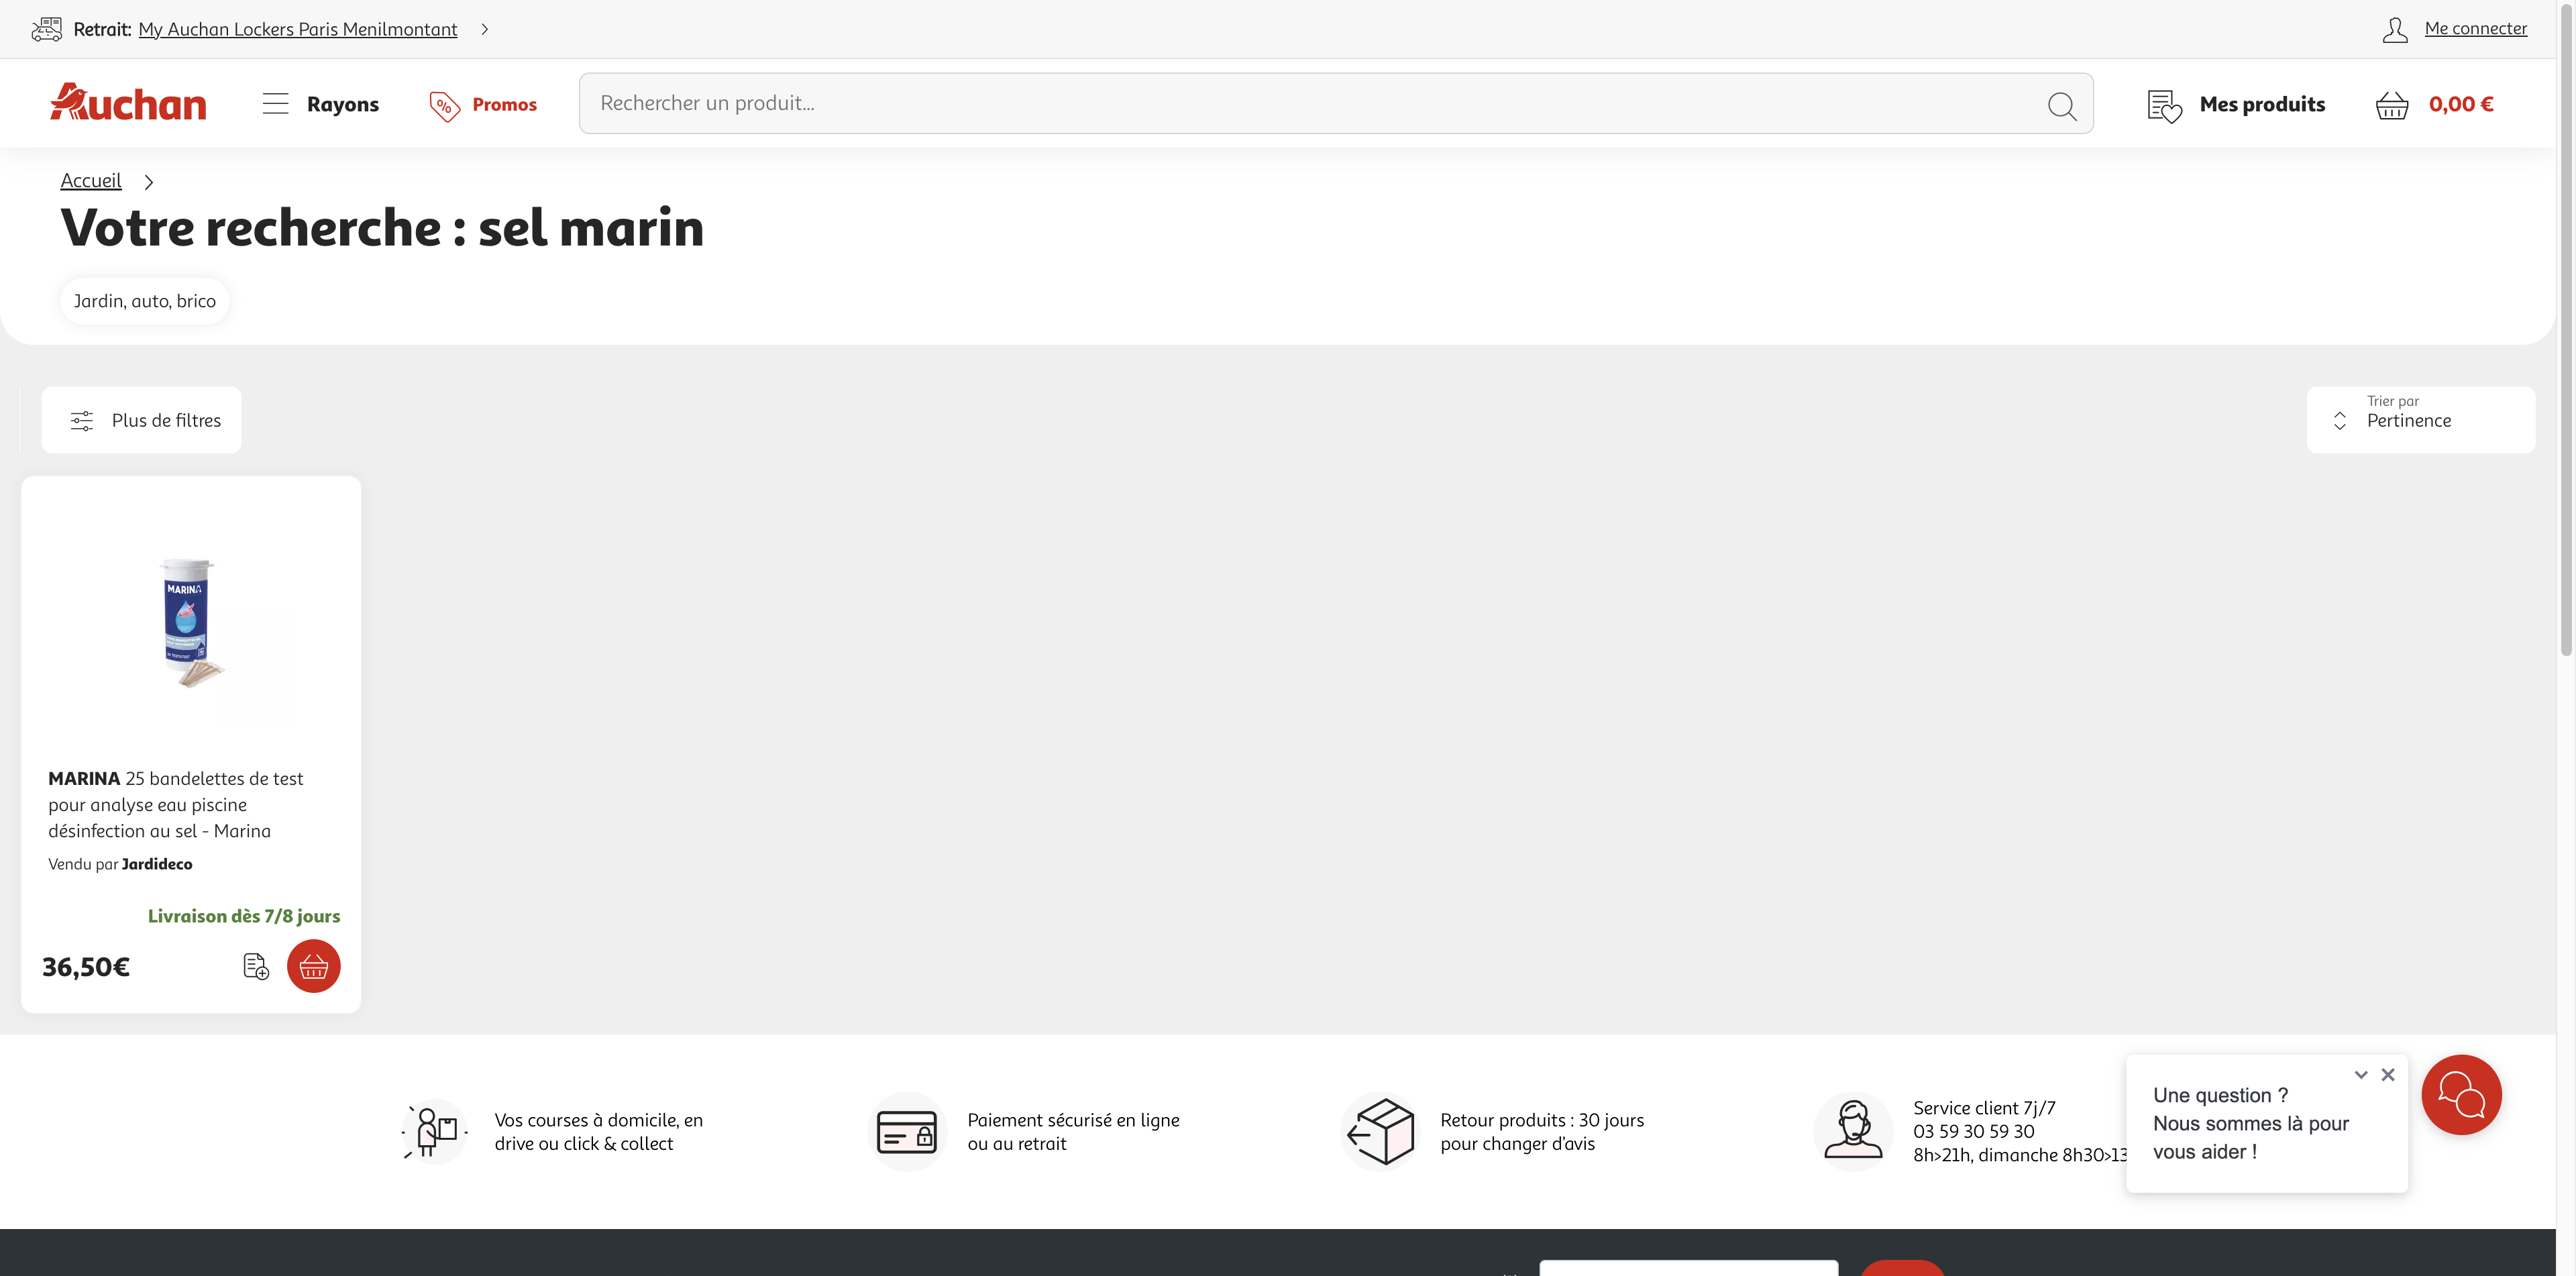 Retrait: My Auchan Lockers Paris Menilmontant
Me connecter
Auchan
Rayons
Promos
Rechercher un produit...
Mes produits
0,00 €
Accueil
Votre recherche : sel marin
Jardin, auto, brico
Plus de filtres
Trier par
Pertinence
MARINA
MARINA 25 bandelettes de test
pour analyse eau piscine
désinfection au sel - Marina
Vendu par Jardideco
Livraison dès 7/8 jours
36,50€
Vos courses à domicile, en
drive ou click & collect
Paiement sécurisé en ligne
ou au retrait
Retour produits : 30 jours
pour changer d'avis
Service client 7j/7
03 59 30 59 30
8h>21h, dimanche 8h30>13
Une question ?
Nous sommes là pour
vous aider !